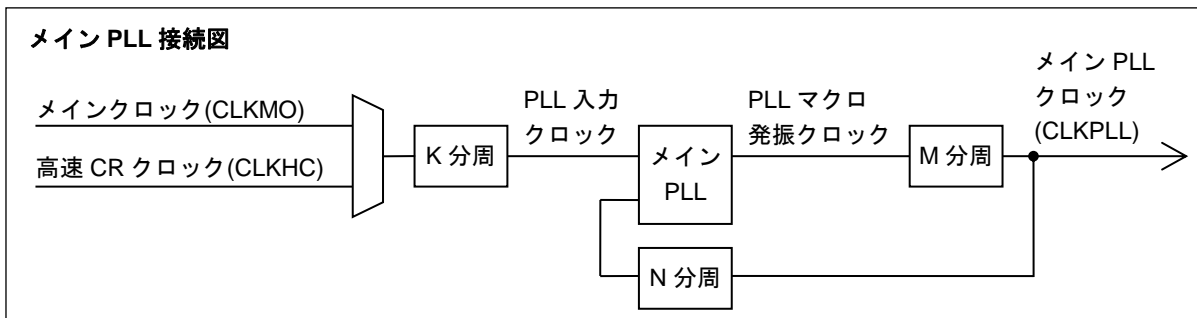 メイン PLL 接続図
メインクロック(CLKMO)
高速 CR クロック(CLKHC)
K 分周
PLL 入力
クロック
メイン
PLL
PLL マクロ
発振クロック
M 分周
メイン PLL
クロック
(CLKPLL)
N 分周